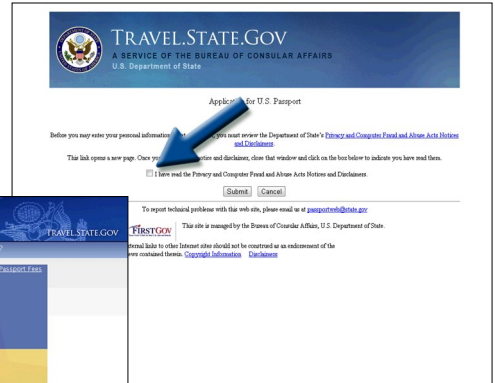 TRAVEL.STATE.GOV
A SERVICE OF THE BUREAU OF CONSULAR AFFAIRS
U.S. Department of State
for U.S. Passport
Before you may enter your personal information you must review the Department of State's Privacy and Computer Fraud and Abuse Acts Notices
and Disclaimers.
This link opens a new page. Once notice and disclaimer, close that window and click on the box below to indicate you have read them.
I have read the Privacy and Computer Fraud and Abuse Acts Notices and Disclaimers.
Submit Cancel
To report technical problems with this web site, please email us at passportweb@state.gov
FIRSTGOV This site is managed by the Bureau of Consular Affairs, U.S. Department of State.
links to other Internet sites should not be construed as an endorsement of the
contained therein. Copyright Information Disclaimers
TRAVEL.STATE.GOV
?
Passport Fees